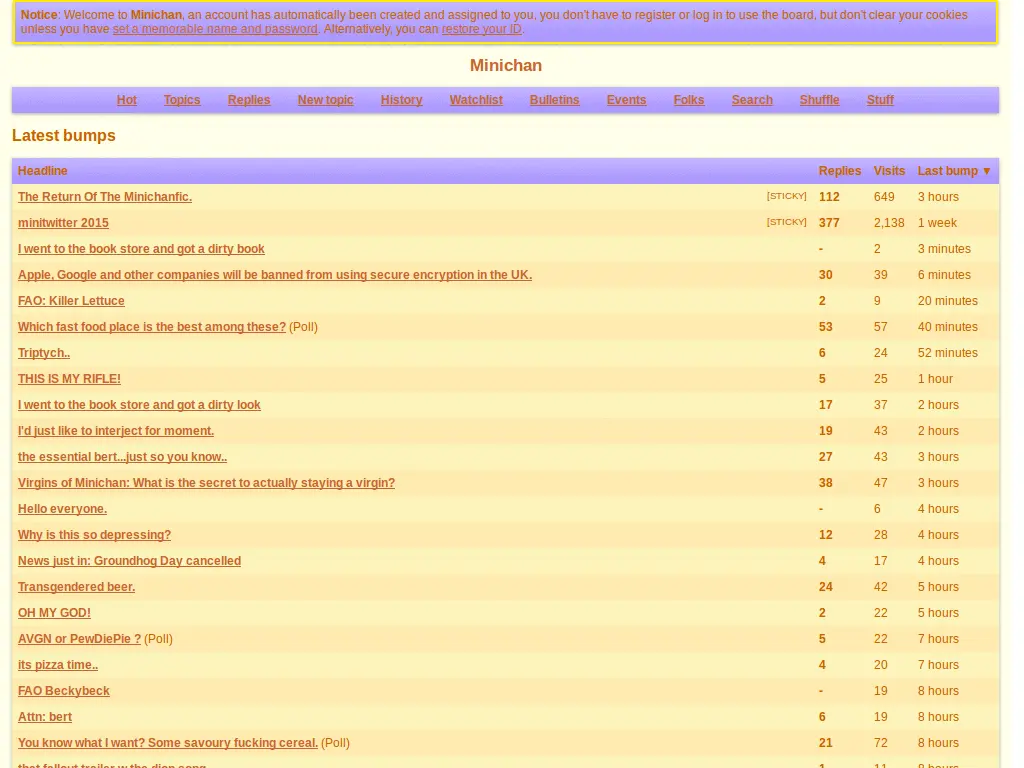 Notice: Welcome to Minichan, an account has automatically been created and assigned to you, you don't have to register or log in to use the board, but don't clear your cookies
unless you have set a memorable name and password. Alternatively, you can restore your ID.
Minichan
Hot Topics Replies New topic History Watchlist Bulletins Events Folks Search Shuffle Stuff
Latest bumps
Headline Replies Visits Last bump ▼
The Return Of The Minichanfic. [STICKY] 112 649 3 hours
minitwitter 2015 [STICKY] 377 2,138 1 week
I went to the book store and got a dirty book - 2 3 minutes
Apple, Google and other companies will be banned from using secure encryption in the UK. 30 39 6 minutes
FAO: Killer Lettuce 2 9 20 minutes
Which fast food place is the best among these? (Poll) 53 57 40 minutes
Triptych.. 6 24 52 minutes
THIS IS MY RIFLE! 5 25 1 hour
I went to the book store and got a dirty look 17 37 2 hours
I'd just like to interject for moment. 19 43 2 hours
the essential bert...just so you know.. 27 43 3 hours
Virgins of Minichan: What is the secret to actually staying a virgin? 38 47 3 hours
Hello everyone. - 6 4 hours
Why is this so depressing? 12 28 4 hours
News just in: Groundhog Day cancelled 4 17 4 hours
Transgendered beer. 24 42 5 hours
OH MY GOD! 2 22 5 hours
AVGN or PewDiePie ? (Poll) 5 22 7 hours
its pizza time.. 4 20 7 hours
FAO Beckybeck - 19 8 hours
Attn: bert 6 19 8 hours
You know what I want? Some savoury fucking cereal. (Poll) 21 72 8 hours
that fallout trailer w the dion song 1 11 8 hours